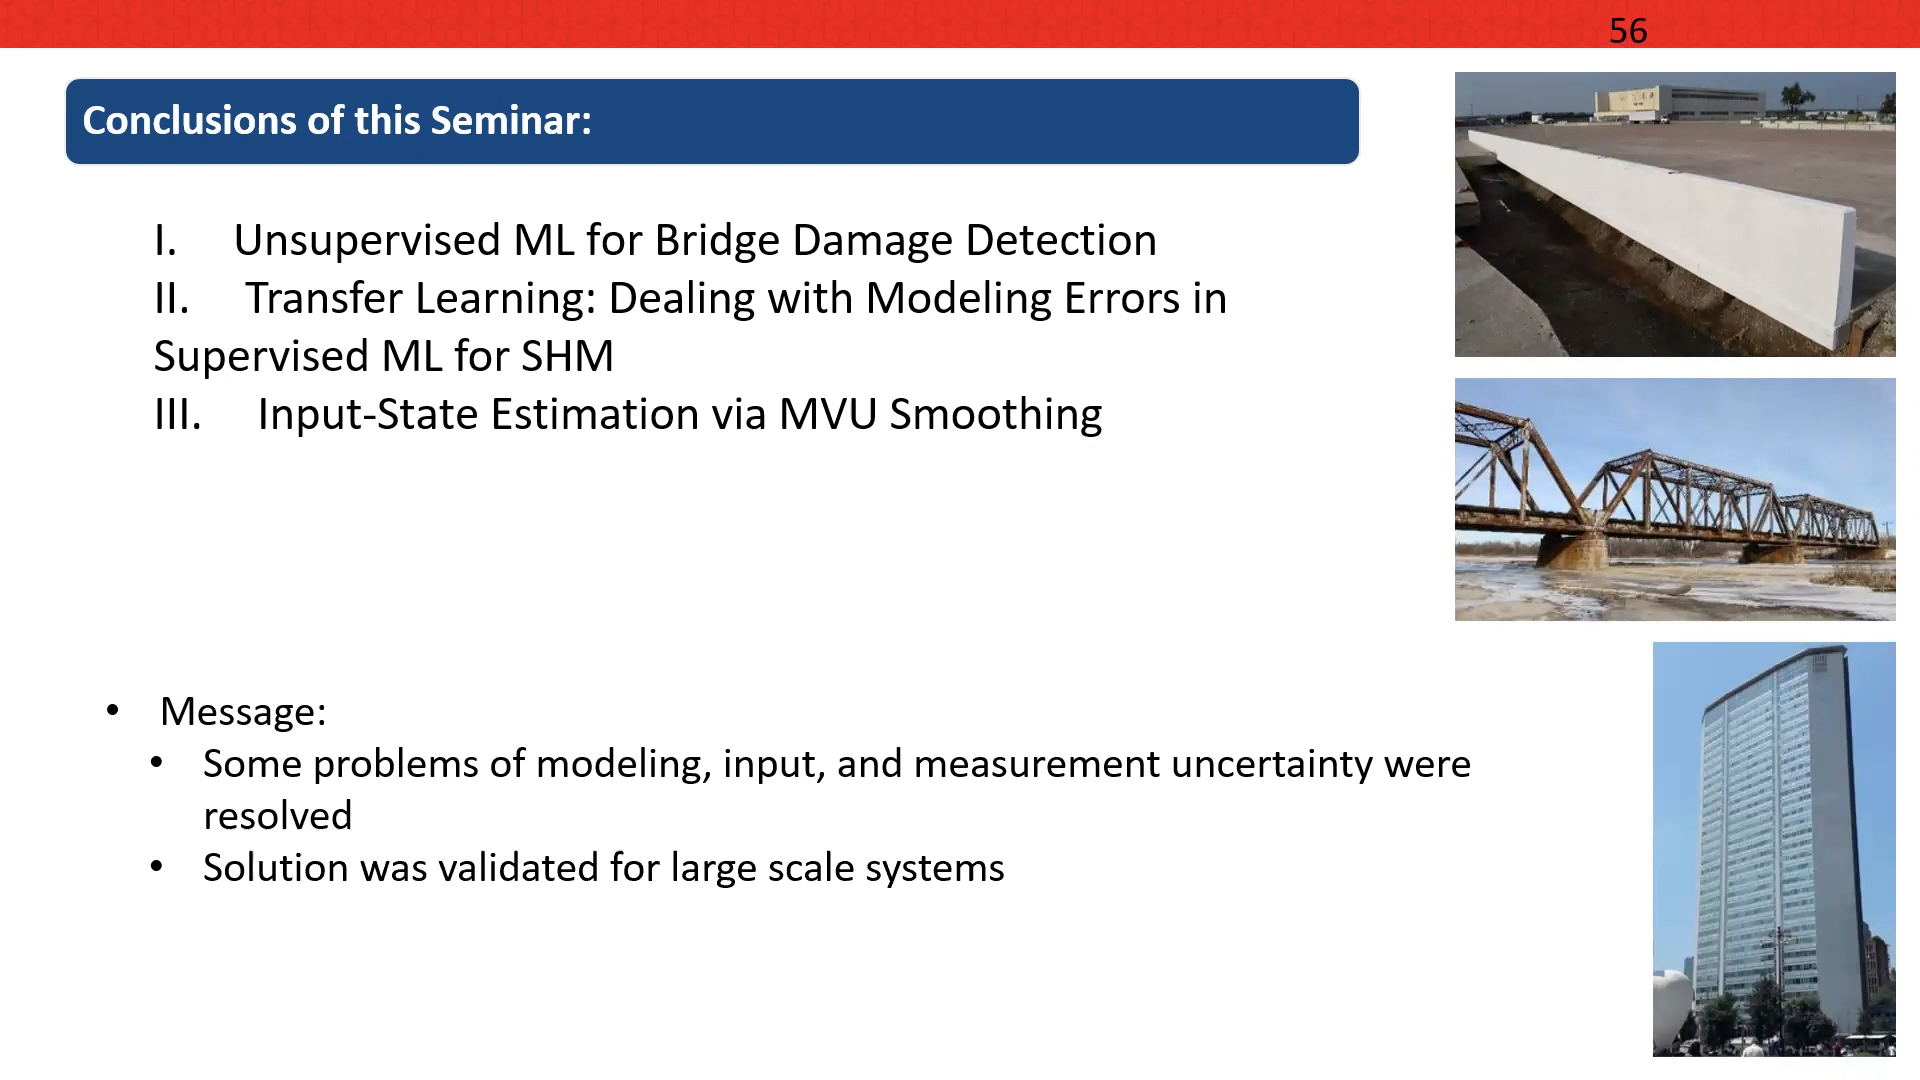 56
Conclusions of this Seminar:
I. Unsupervised ML for Bridge Damage Detection
II. Transfer Learning: Dealing with Modeling Errors in
Supervised ML for SHM
III. Input-State Estimation via MVU Smoothing
• Message:
• Some problems of modeling, input, and measurement uncertainty were
resolved
• Solution was validated for large scale systems